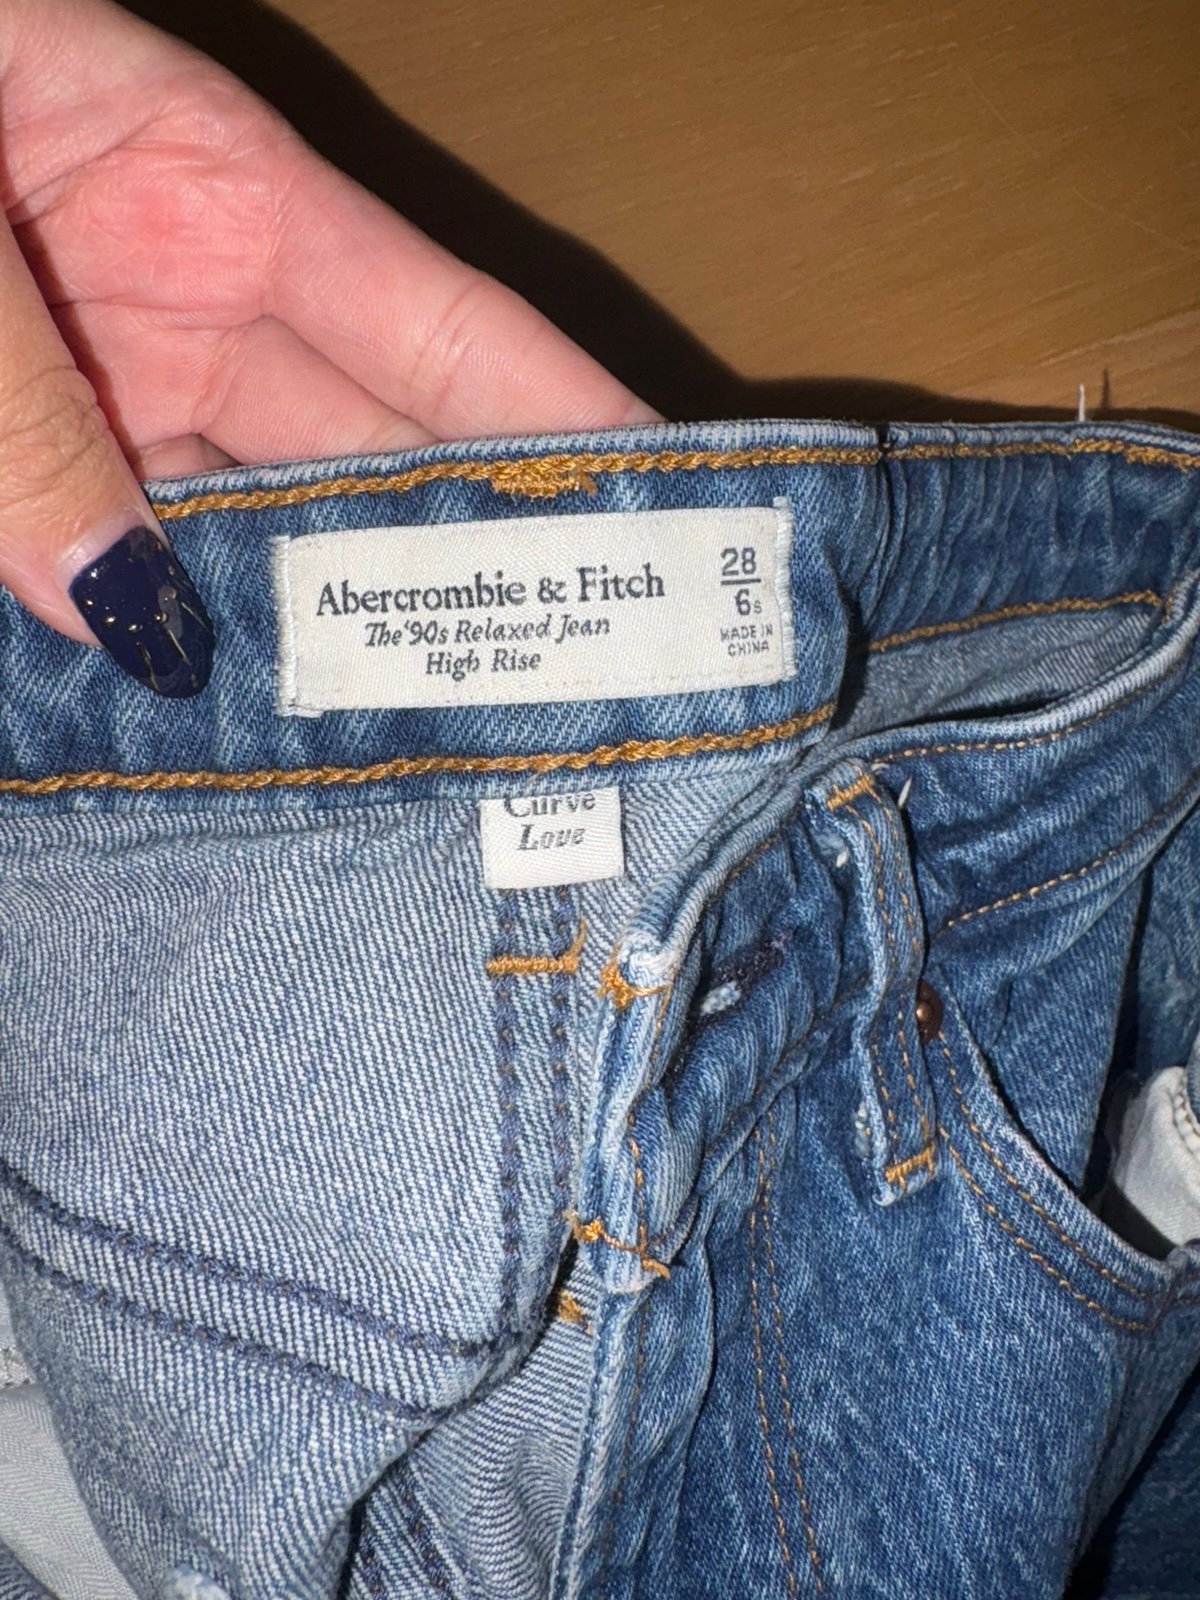 Abercrombie & Fitch
The '90s Relaxed Jean
High Rise
28
6s
MADE IN
CHINA
Curve
Love